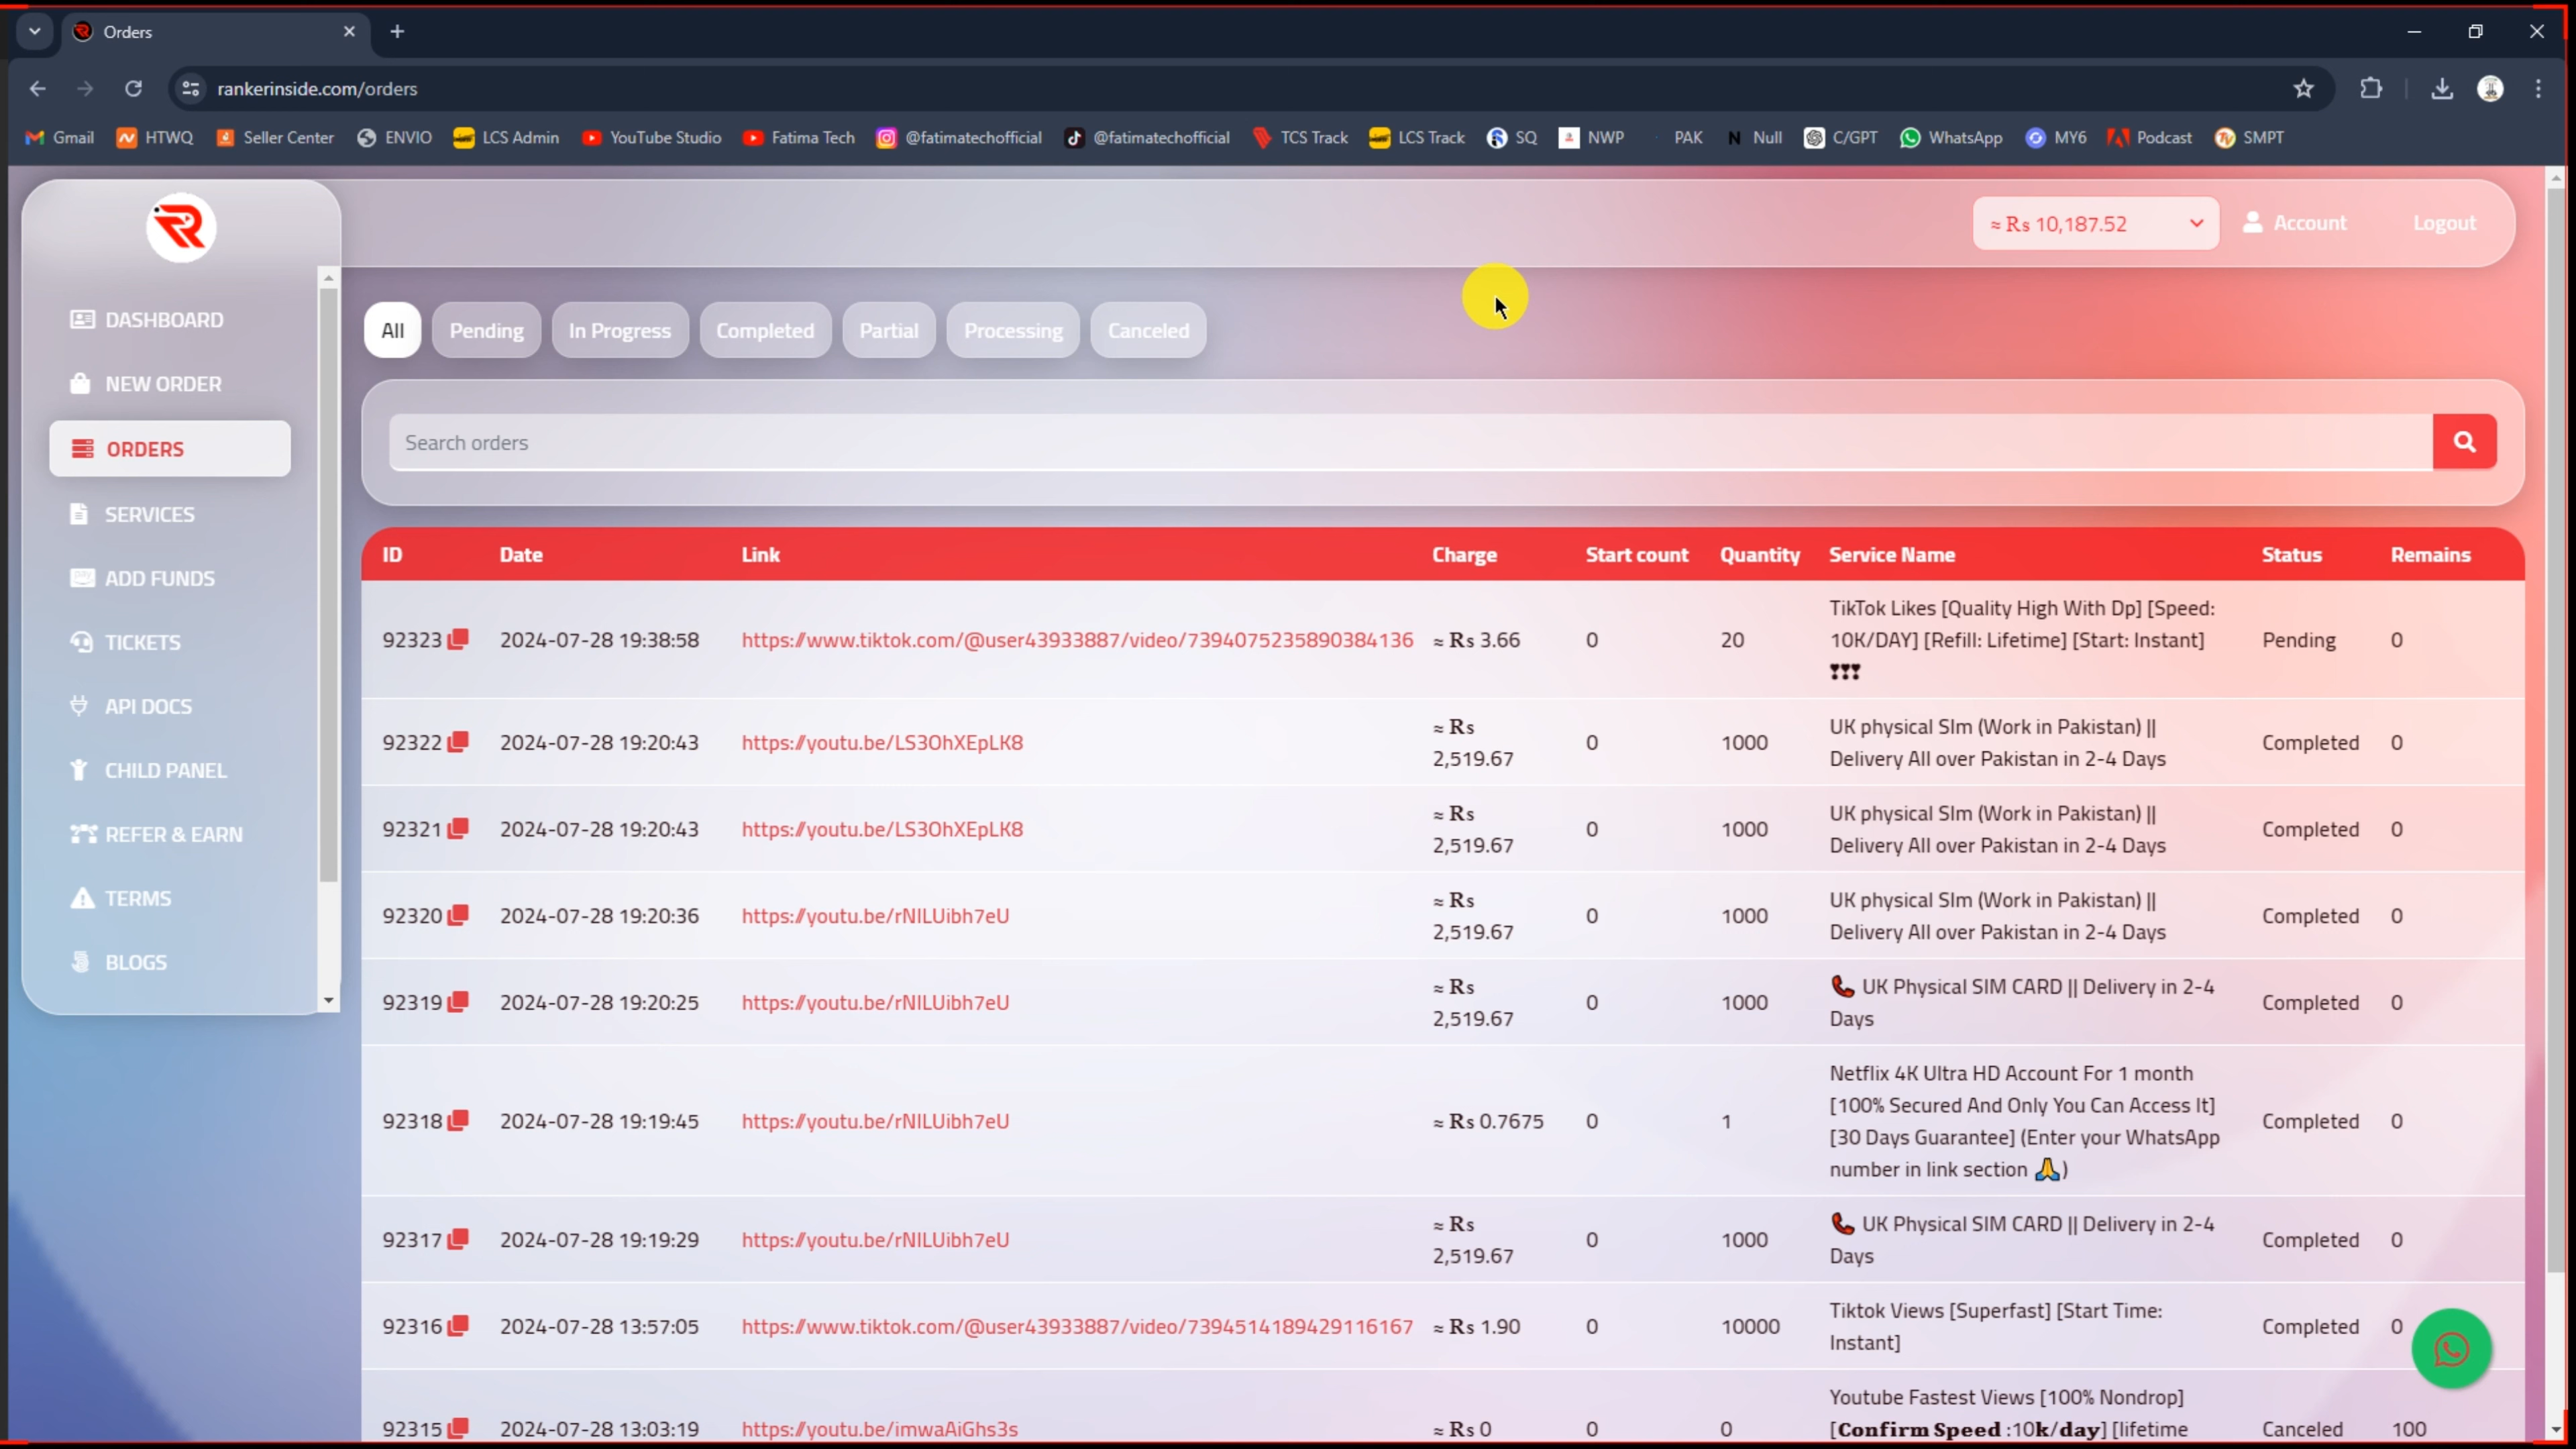 Orders
rankerinside.com/orders
Gmail HTWQ Seller Center ENVIO LCS Admin YouTube Studio Fatima Tech @fatimatechofficial @fatimatechofficial TCS Track LCS Track SQ NWP PAK Null C/GPT WhatsApp MY6 Podcast SMPT
≈ Rs 10,187.52 Account Logout
DASHBOARD
NEW ORDER
ORDERS
SERVICES
ADD FUNDS
TICKETS
API DOCS
CHILD PANEL
REFER & EARN
TERMS
BLOGS
All Pending In Progress Completed Partial Processing Canceled
Search orders
ID Date Link Charge Start count Quantity Service Name Status Remains
TikTok Likes [Quality High With Dp] [Speed:
92323 2024-07-28 19:38:58 https://www.tiktok.com/@user43933887/video/7394075235890384136 ≈ Rs 3.66 0 20 10K/DAY] [Refill: Lifetime] [Start: Instant] Pending 0
❣❣❣
≈ Rs UK physical SIm (Work in Pakistan) ||
92322 2024-07-28 19:20:43 https://youtu.be/LS3OhXEpLK8 0 1000 Completed 0
2,519.67 Delivery All over Pakistan in 2-4 Days
≈ Rs UK physical SIm (Work in Pakistan) ||
92321 2024-07-28 19:20:43 https://youtu.be/LS3OhXEpLK8 0 1000 Completed 0
2,519.67 Delivery All over Pakistan in 2-4 Days
≈ Rs UK physical SIm (Work in Pakistan) ||
92320 2024-07-28 19:20:36 https://youtu.be/rNlLUibh7eU 0 1000 Completed 0
2,519.67 Delivery All over Pakistan in 2-4 Days
≈ Rs 📞 UK Physical SIM CARD || Delivery in 2-4
92319 2024-07-28 19:20:25 https://youtu.be/rNlLUibh7eU 0 1000 Completed 0
2,519.67 Days
Netflix 4K Ultra HD Account For 1 month
[100% Secured And Only You Can Access It]
92318 2024-07-28 19:19:45 https://youtu.be/rNlLUibh7eU ≈ Rs 0.7675 0 1 Completed 0
[30 Days Guarantee] (Enter your WhatsApp
number in link section 🙏)
≈ Rs 📞 UK Physical SIM CARD || Delivery in 2-4
92317 2024-07-28 19:19:29 https://youtu.be/rNlLUibh7eU 0 1000 Completed 0
2,519.67 Days
Tiktok Views [Superfast] [Start Time:
92316 2024-07-28 13:57:05 https://www.tiktok.com/@user43933887/video/7394514189429116167 ≈ Rs 1.90 0 10000 Completed 0
Instant]
Youtube Fastest Views [100% Nondrop]
92315 2024-07-28 13:03:19 https://youtu.be/imwaAiGhs3s ≈ Rs 0 0 0 [𝐂𝐨𝐧𝐟𝐢𝐫𝐦 𝐒𝐩𝐞𝐞𝐝 :10𝐤/𝐝𝐚𝐲] [lifetime Canceled 100